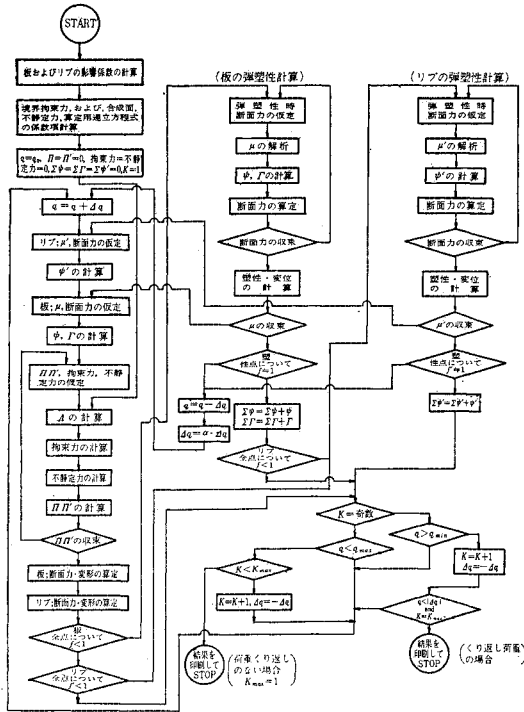 START
板およびリブの影響係数の計算
境界拘束力, および, 合成面,
不静定力, 算定用連立方程式
の係数項計算
q=q₀, Π=Π'=0, 拘束力=不静
定力=0, Σψ=ΣΓ=Σψ'=0, K=1
q=q+Δq
リブ;μ',断面力の仮定
ψ'の計算
板;μ,断面力の仮定
ψ, Γの計算
ΠΠ', 拘束力, 不静
定力の仮定
Λの計算
拘束力の計算
不静定力の計算
ΠΠ'の計算
ΠΠ'の収束
板;断面力・変形の算定
リブ;断面力・変形の算定
板
全点について
f<1
リブ
全点について
f'<1
(板の弾塑性計算)
弾塑性時
断面力の仮定
μの解析
ψ, Γの計算
断面力の算定
断面力の収束
塑性・変位
の計算
μの収束
塑
性点について
f≒1
q=q-Δq
Δq=α・Δq
Σψ=Σψ+ψ
ΣΓ=ΣΓ+Γ
リブ
全点について
f'<1
(リブの弾塑性計算)
弾塑性時
断面力の仮定
μ'の解析
ψ'の計算
断面力の算定
断面力の収束
塑性・変位
の計算
μ'の収束
塑
性点について
f'≒1
Σψ'=Σψ'+ψ'
K=奇数
q<q max
q>q min
K<K max
K=K+1, Δq=-Δq
K=K+1
Δq=-Δq
q<|Δq|
and
K=K max
結果を
印刷して
STOP
(荷重くり返し
のない場合
K max=1)
結果を
印刷して
STOP
(くり返し荷重
の場合)